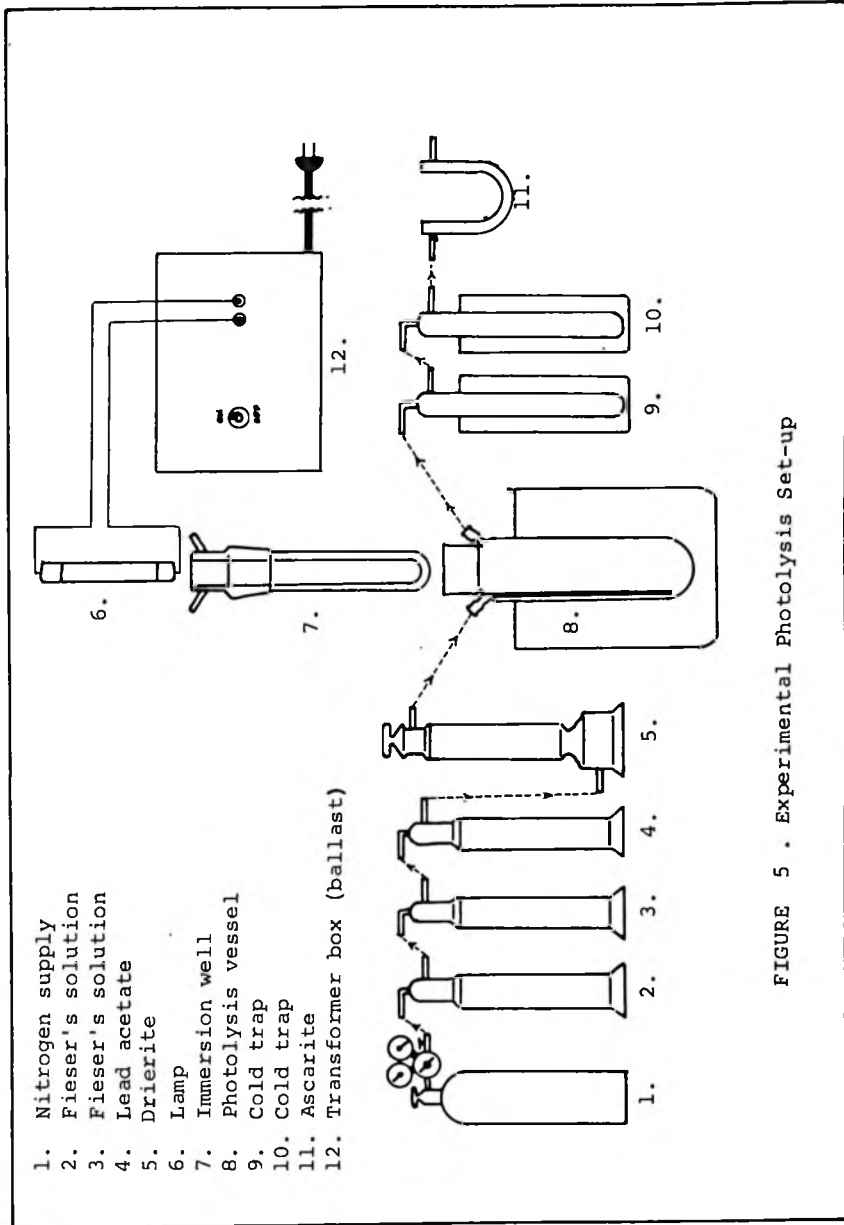 1. Nitrogen supply
2. Fieser's solution
3. Fieser's solution
4. Lead acetate
5. Drierite
6. Lamp
7. Immersion well
8. Photolysis vessel
9. Cold trap
10. Cold trap
11. Ascarite
12. Transformer box (ballast)
6.
12.
ON
OFF
7.
11.
1.
2.
3.
4.
5.
8.
9.
10.
FIGURE 5 . Experimental Photolysis Set-up